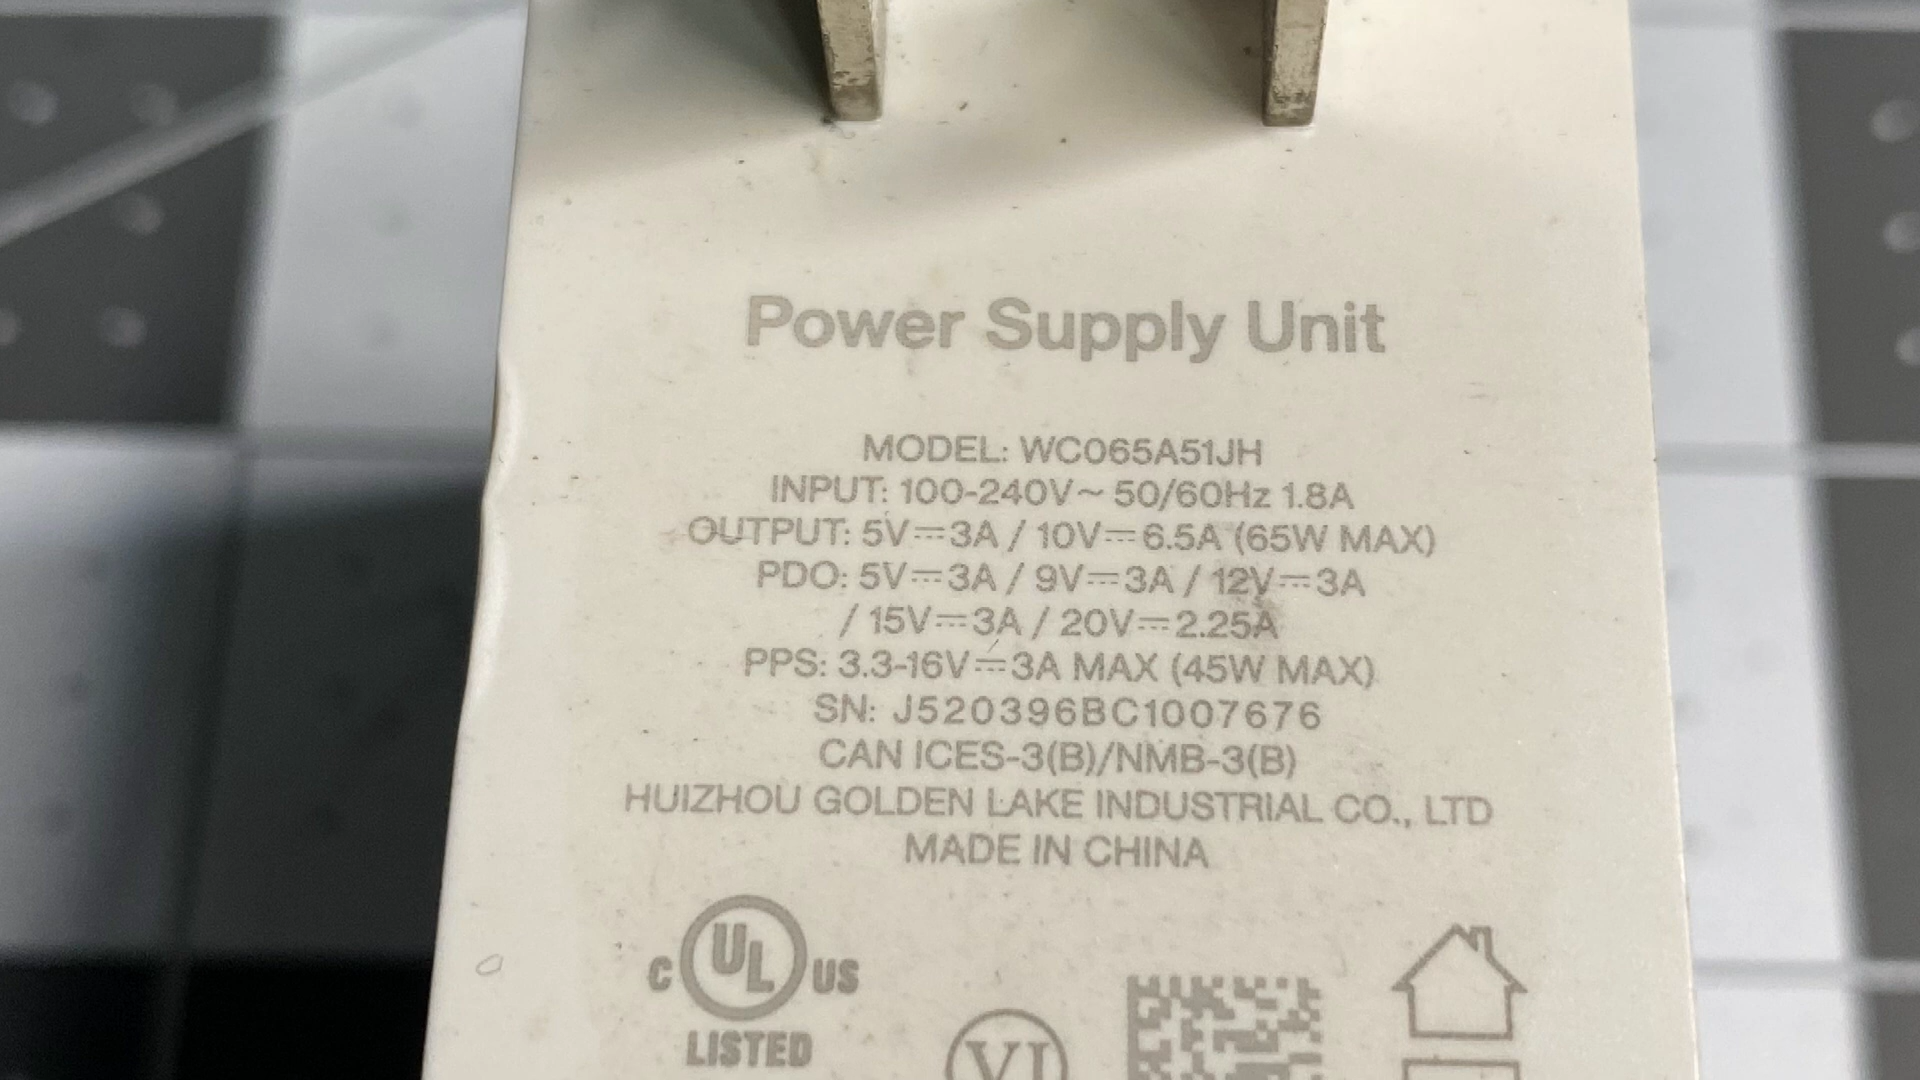 Power Supply Unit
MODEL: WC065A51JH
INPUT: 100-240V~ 50/60Hz 1.8A
OUTPUT: 5V⎓3A / 10V⎓6.5A (65W MAX)
PDO: 5V⎓3A / 9V⎓3A / 12V⎓3A
/ 15V⎓3A / 20V⎓2.25A
PPS: 3.3-16V⎓3A MAX (45W MAX)
SN: J520396BC1007676
CAN ICES-3(B)/NMB-3(B)
HUIZHOU GOLDEN LAKE INDUSTRIAL CO., LTD
MADE IN CHINA
C UL US
LISTED
VI